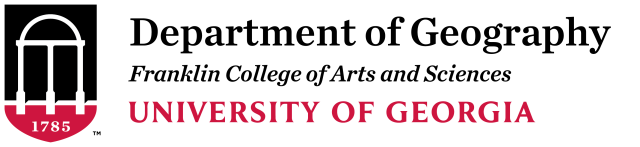 Department of Geography
Franklin College of Arts and Sciences
UNIVERSITY OF GEORGIA
1785
™